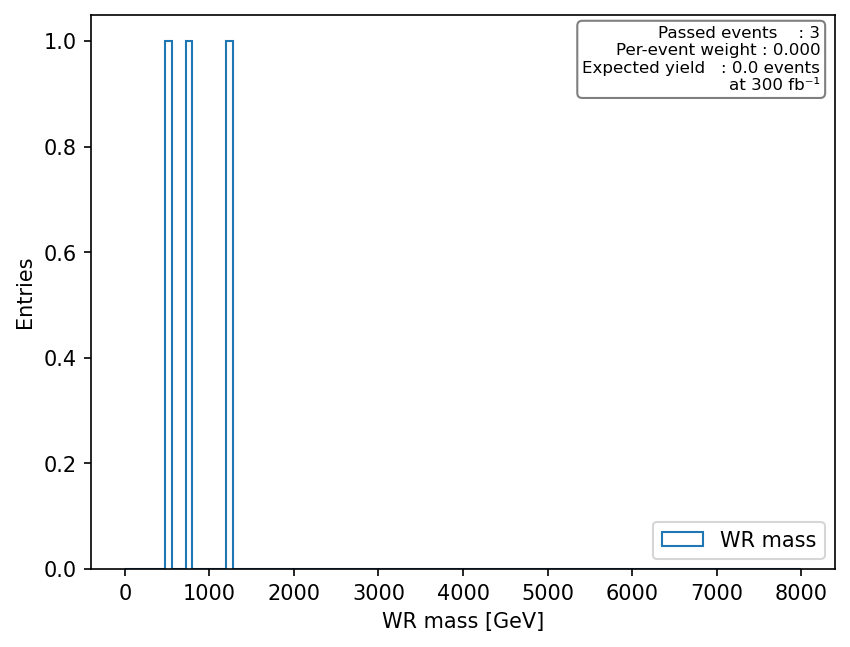 Passed events    : 3
Per-event weight : 0.000
Expected yield   : 0.0 events
at 300 fb⁻¹
1.0
0.8
0.6
0.4
0.2
0.0
Entries
WR mass
0 1000 2000 3000 4000 5000 6000 7000 8000
WR mass [GeV]